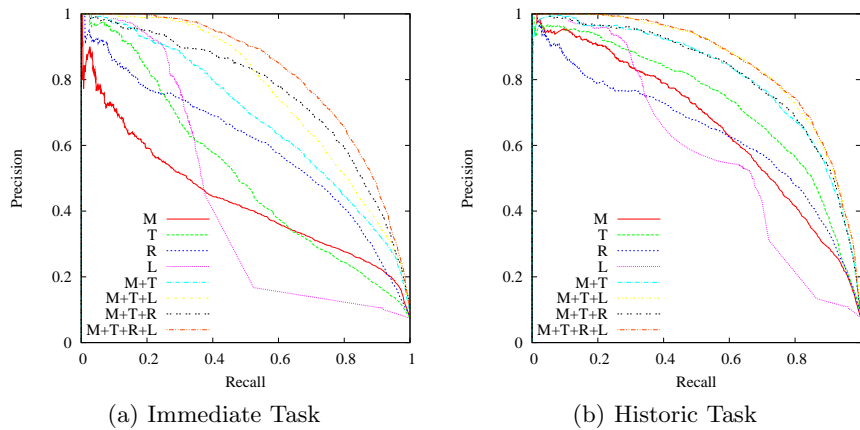 1
0.8
0.6
0.4
0.2
0
Precision
M
T
R
L
M+T
M+T+L
M+T+R
M+T+R+L
0 0.2 0.4 0.6 0.8 1
Recall
(a) Immediate Task
1
0.8
0.6
0.4
0.2
0
Precision
M
T
R
L
M+T
M+T+L
M+T+R
M+T+R+L
0 0.2 0.4 0.6 0.8
Recall
(b) Historic Task